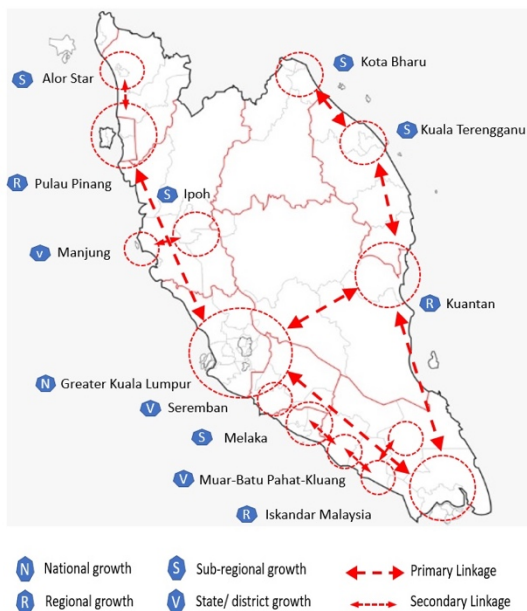 S Alor Star
S Kota Bharu
S Kuala Terengganu
R Pulau Pinang
S Ipoh
v Manjung
R Kuantan
N Greater Kuala Lumpur
V Seremban
S Melaka
V Muar-Batu Pahat-Kluang
R Iskandar Malaysia
N National growth
S Sub-regional growth
Primary Linkage
R Regional growth
V State/ district growth
Secondary Linkage